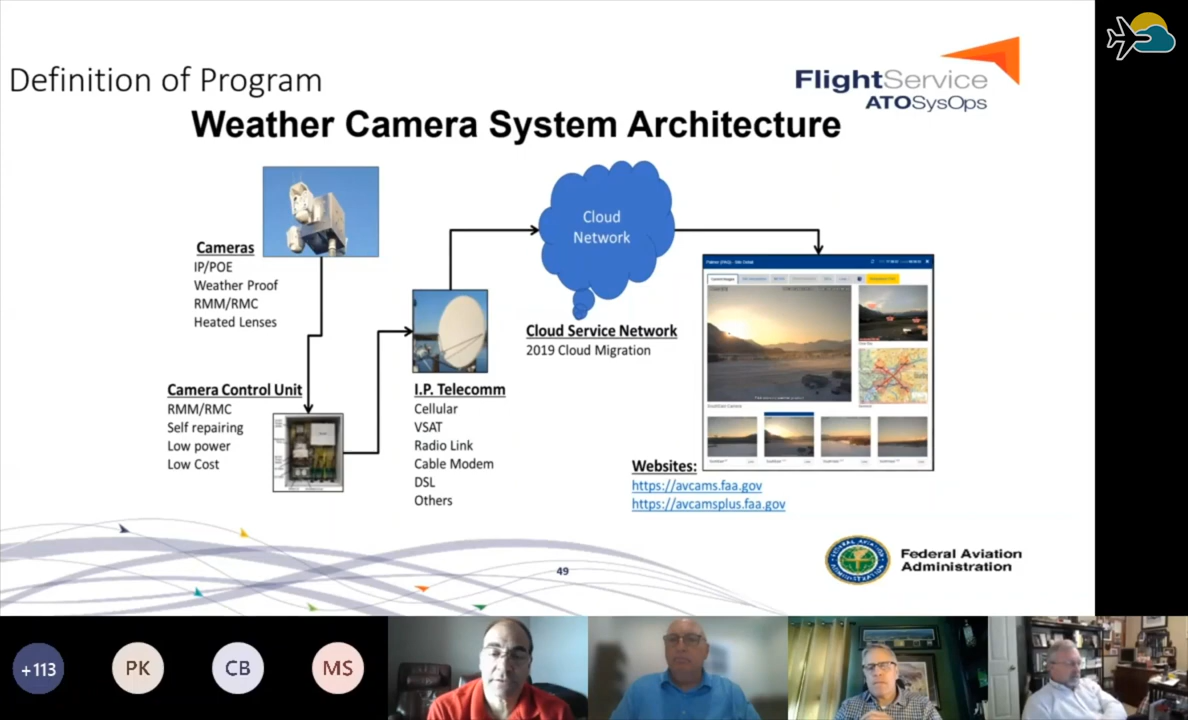 Definition of Program
FlightService
ATOSysOps
Weather Camera System Architecture
Cameras
IP/POE
Weather Proof
RMM/RMC
Heated Lenses
Camera Control Unit
RMM/RMC
Self repairing
Low power
Low Cost
I.P. Telecomm
Cellular
VSAT
Radio Link
Cable Modem
DSL
Others
Cloud
Network
Cloud Service Network
2019 Cloud Migration
Websites:
https://avcams.faa.gov
https://avcamsplus.faa.gov
49
Federal Aviation
Administration
+113
PK
CB
MS